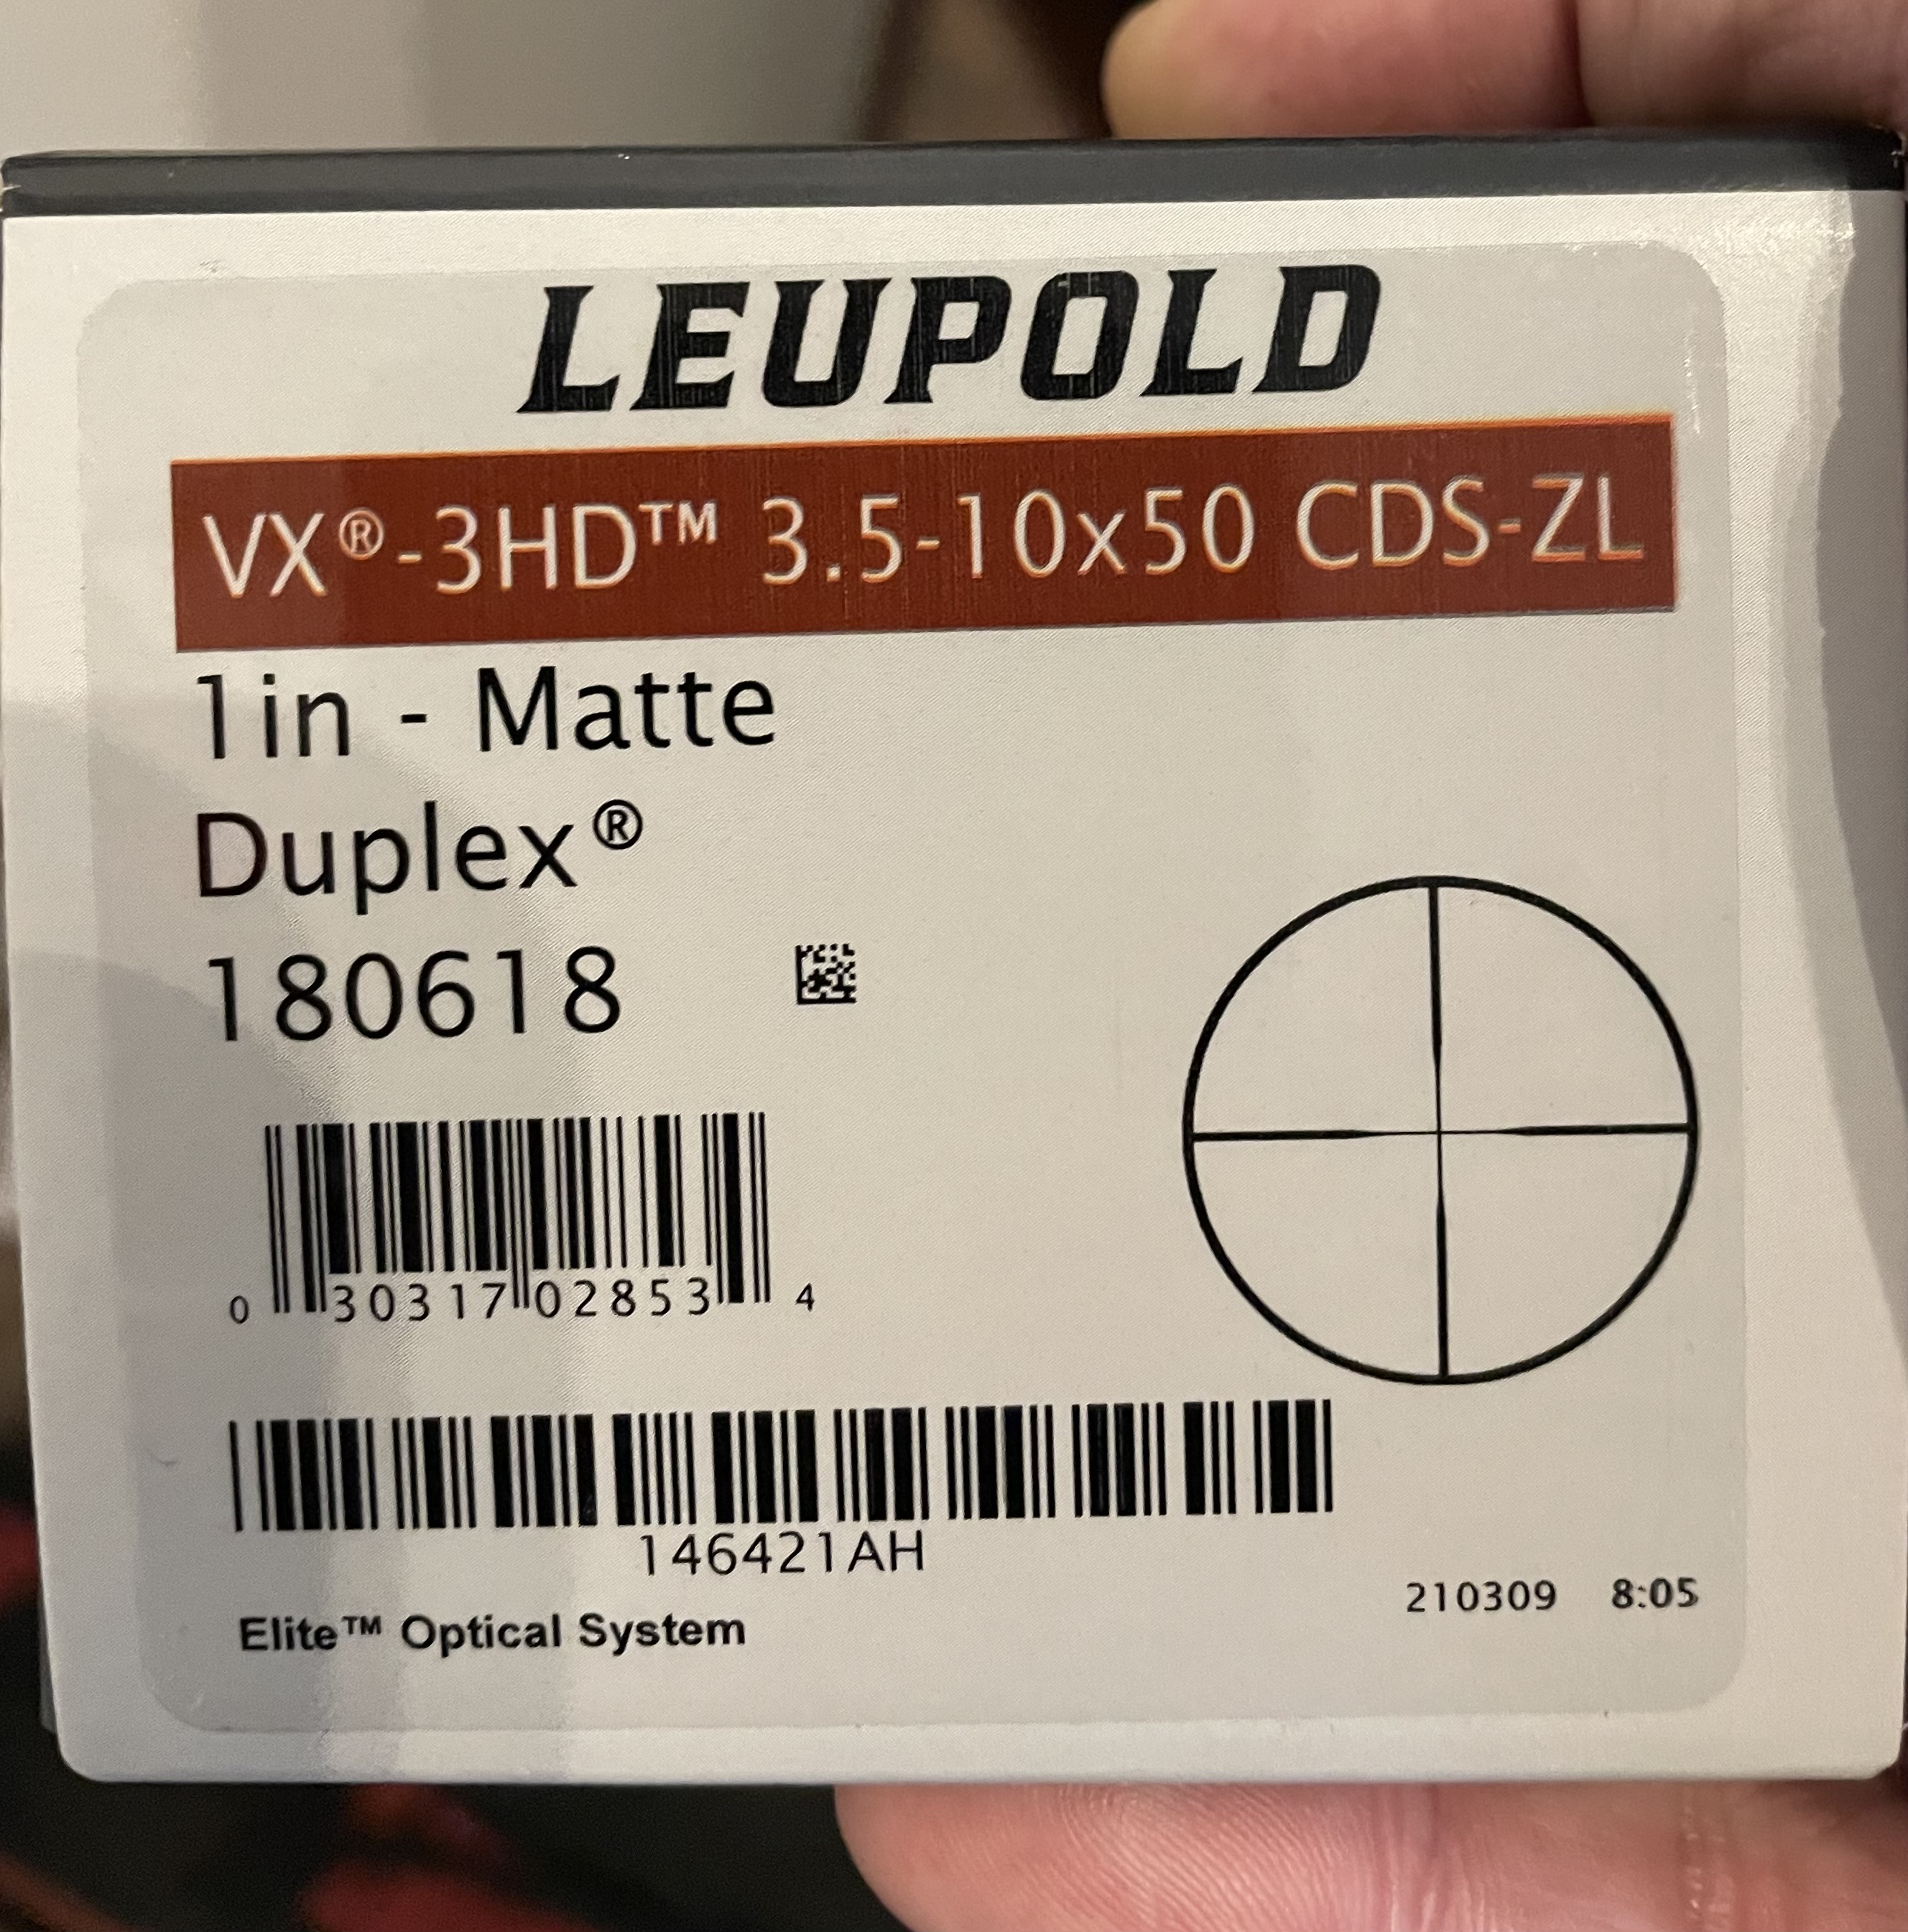 LEUPOLD
VX®-3HD™ 3.5-10x50 CDS-ZL
1in - Matte
Duplex®
180618
0 30317 02853 4
146421AH
210309 8:05
Elite™ Optical System